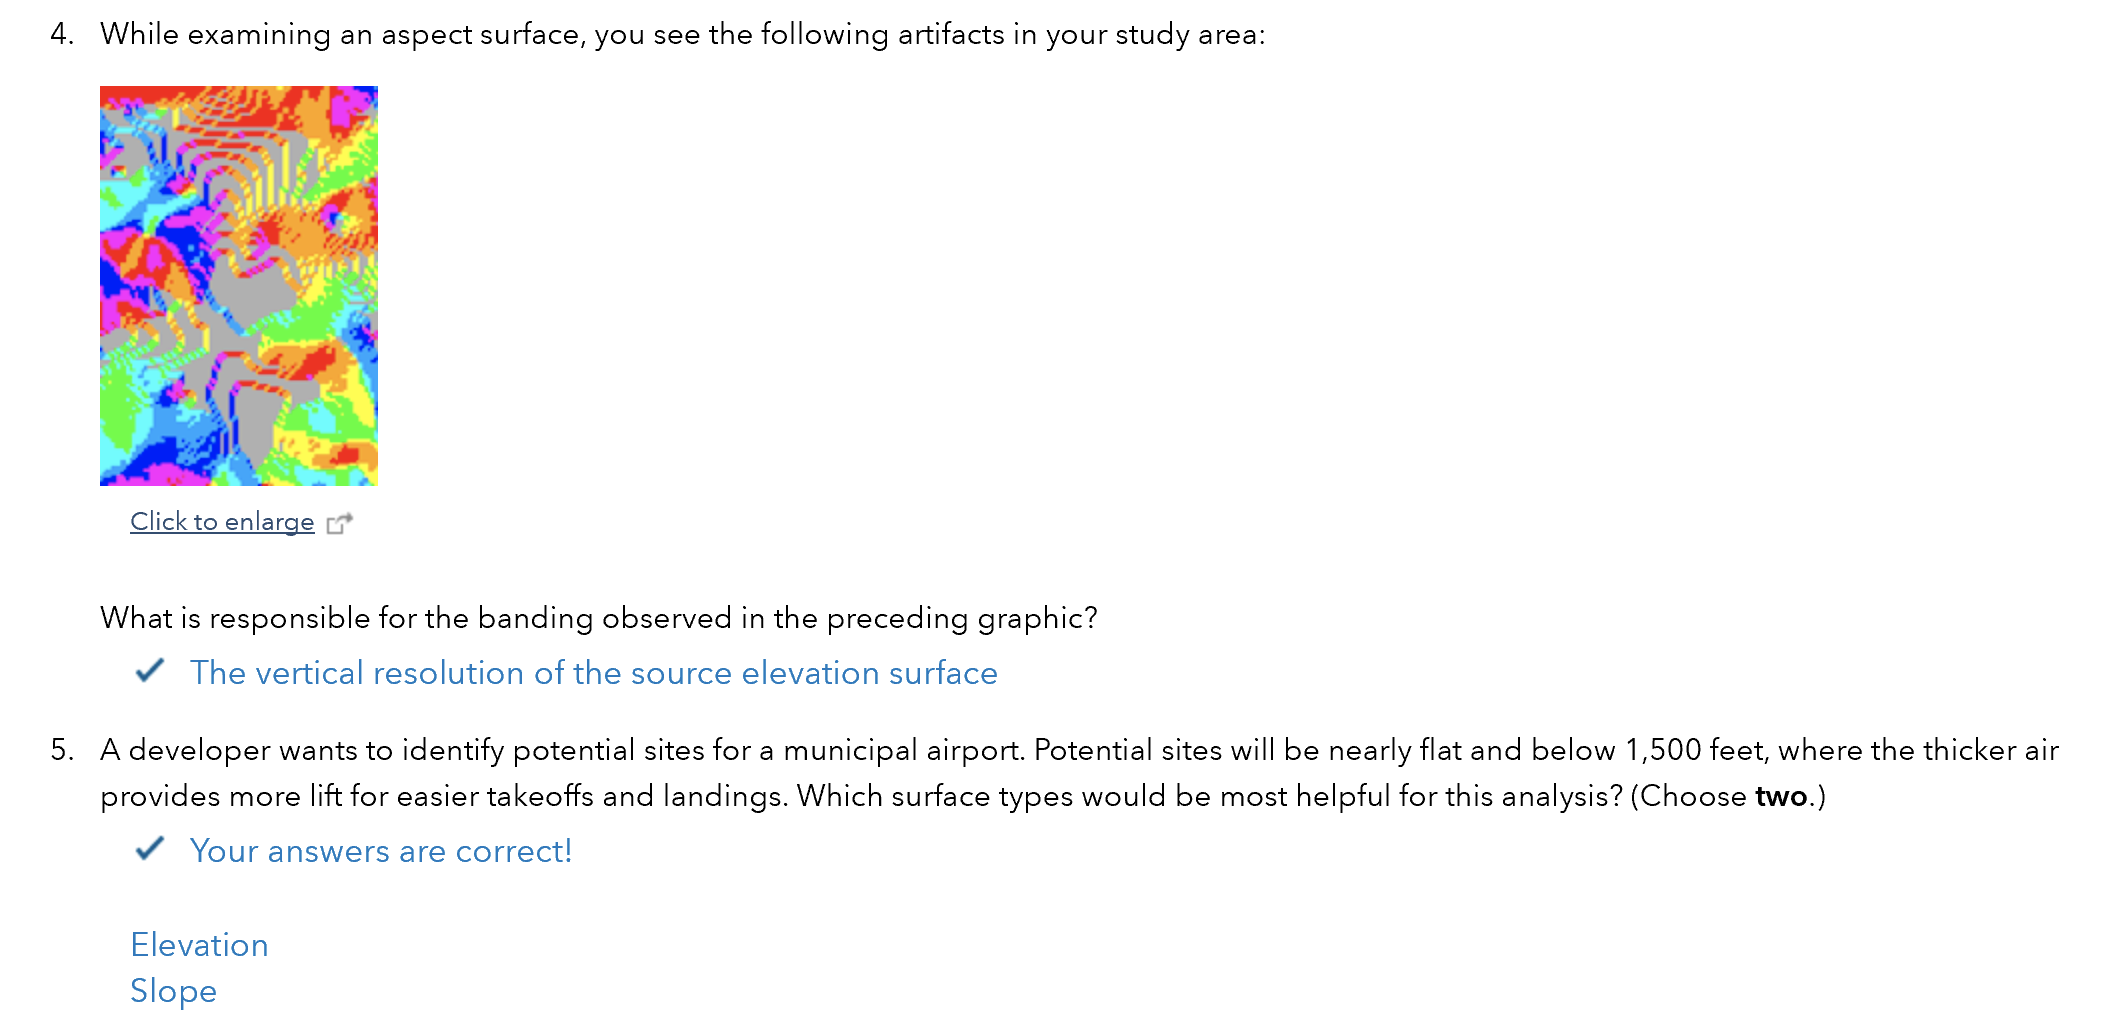 4. While examining an aspect surface, you see the following artifacts in your study area:
Click to enlarge
What is responsible for the banding observed in the preceding graphic?
The vertical resolution of the source elevation surface
5. A developer wants to identify potential sites for a municipal airport. Potential sites will be nearly flat and below 1,500 feet, where the thicker air
provides more lift for easier takeoffs and landings. Which surface types would be most helpful for this analysis? (Choose two.)
Your answers are correct!
Elevation
Slope